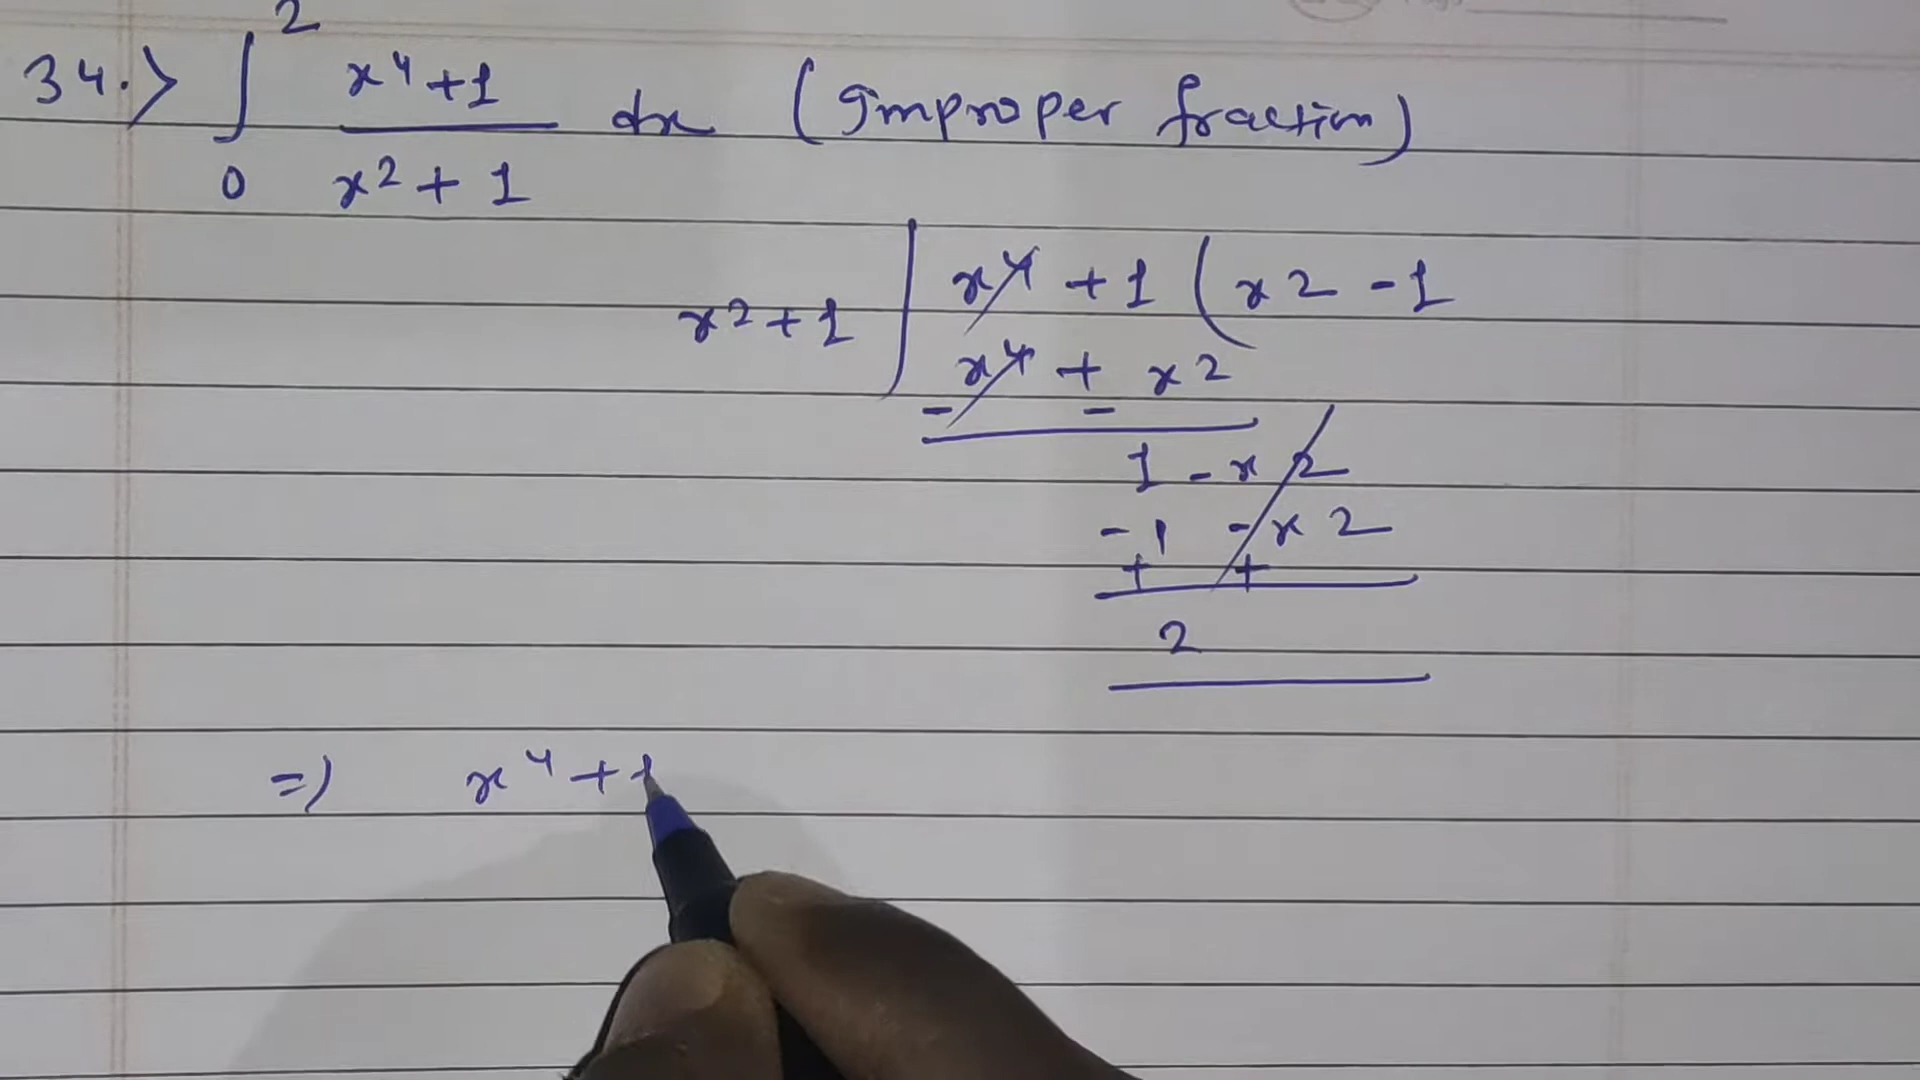 34.> ∫₀² x⁴+1 / x²+1 dx (Improper fraction)
x²+1 | x⁴ + 1 ( x2 - 1
x⁴ + x2
- -
1 - x2
-1 - x2
+ +
2
=) x⁴ + 1